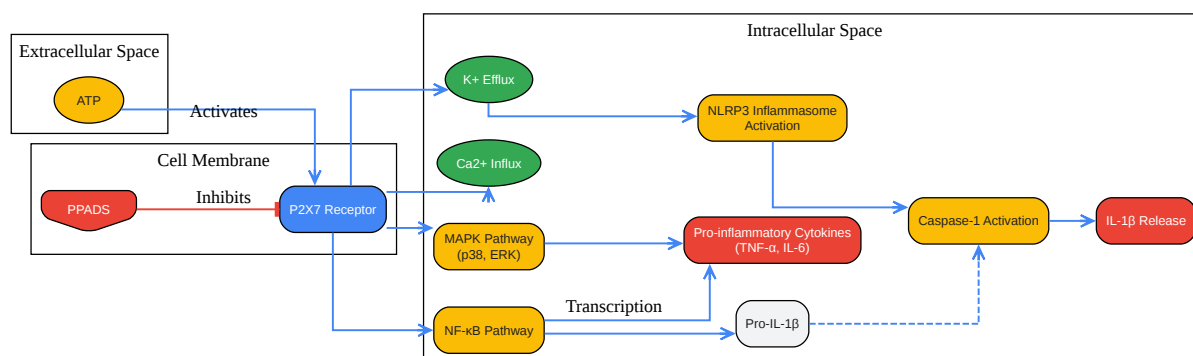 Extracellular Space
ATP
Activates
Cell Membrane
PPADS
Inhibits
P2X7 Receptor
Intracellular Space
K+ Efflux
NLRP3 Inflammasome
Activation
Ca2+ Influx
MAPK Pathway
(p38, ERK)
Pro-inflammatory Cytokines
(TNF-α, IL-6)
Caspase-1 Activation
IL-1β Release
NF-κB Pathway
Transcription
Pro-IL-1β